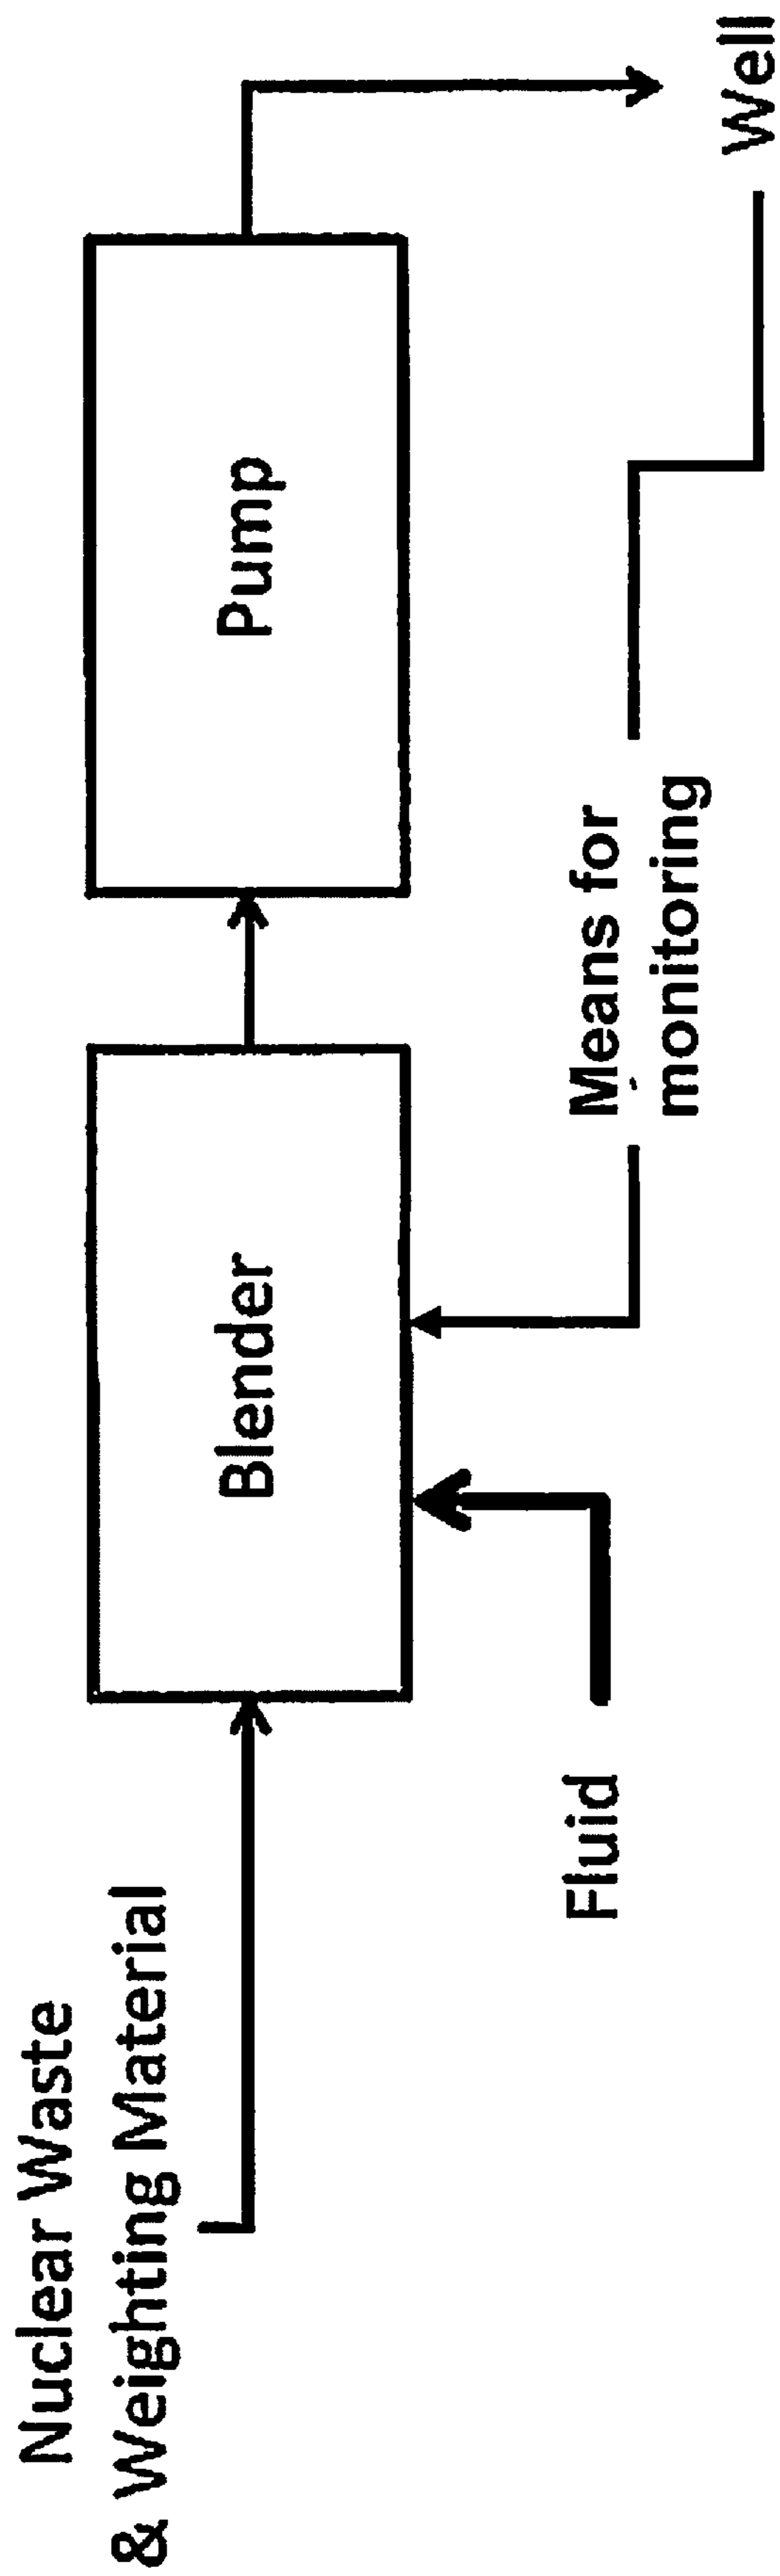 Nuclear Waste
& Weighting Material
Blender
Pump
Fluid
Means for
monitoring
Well